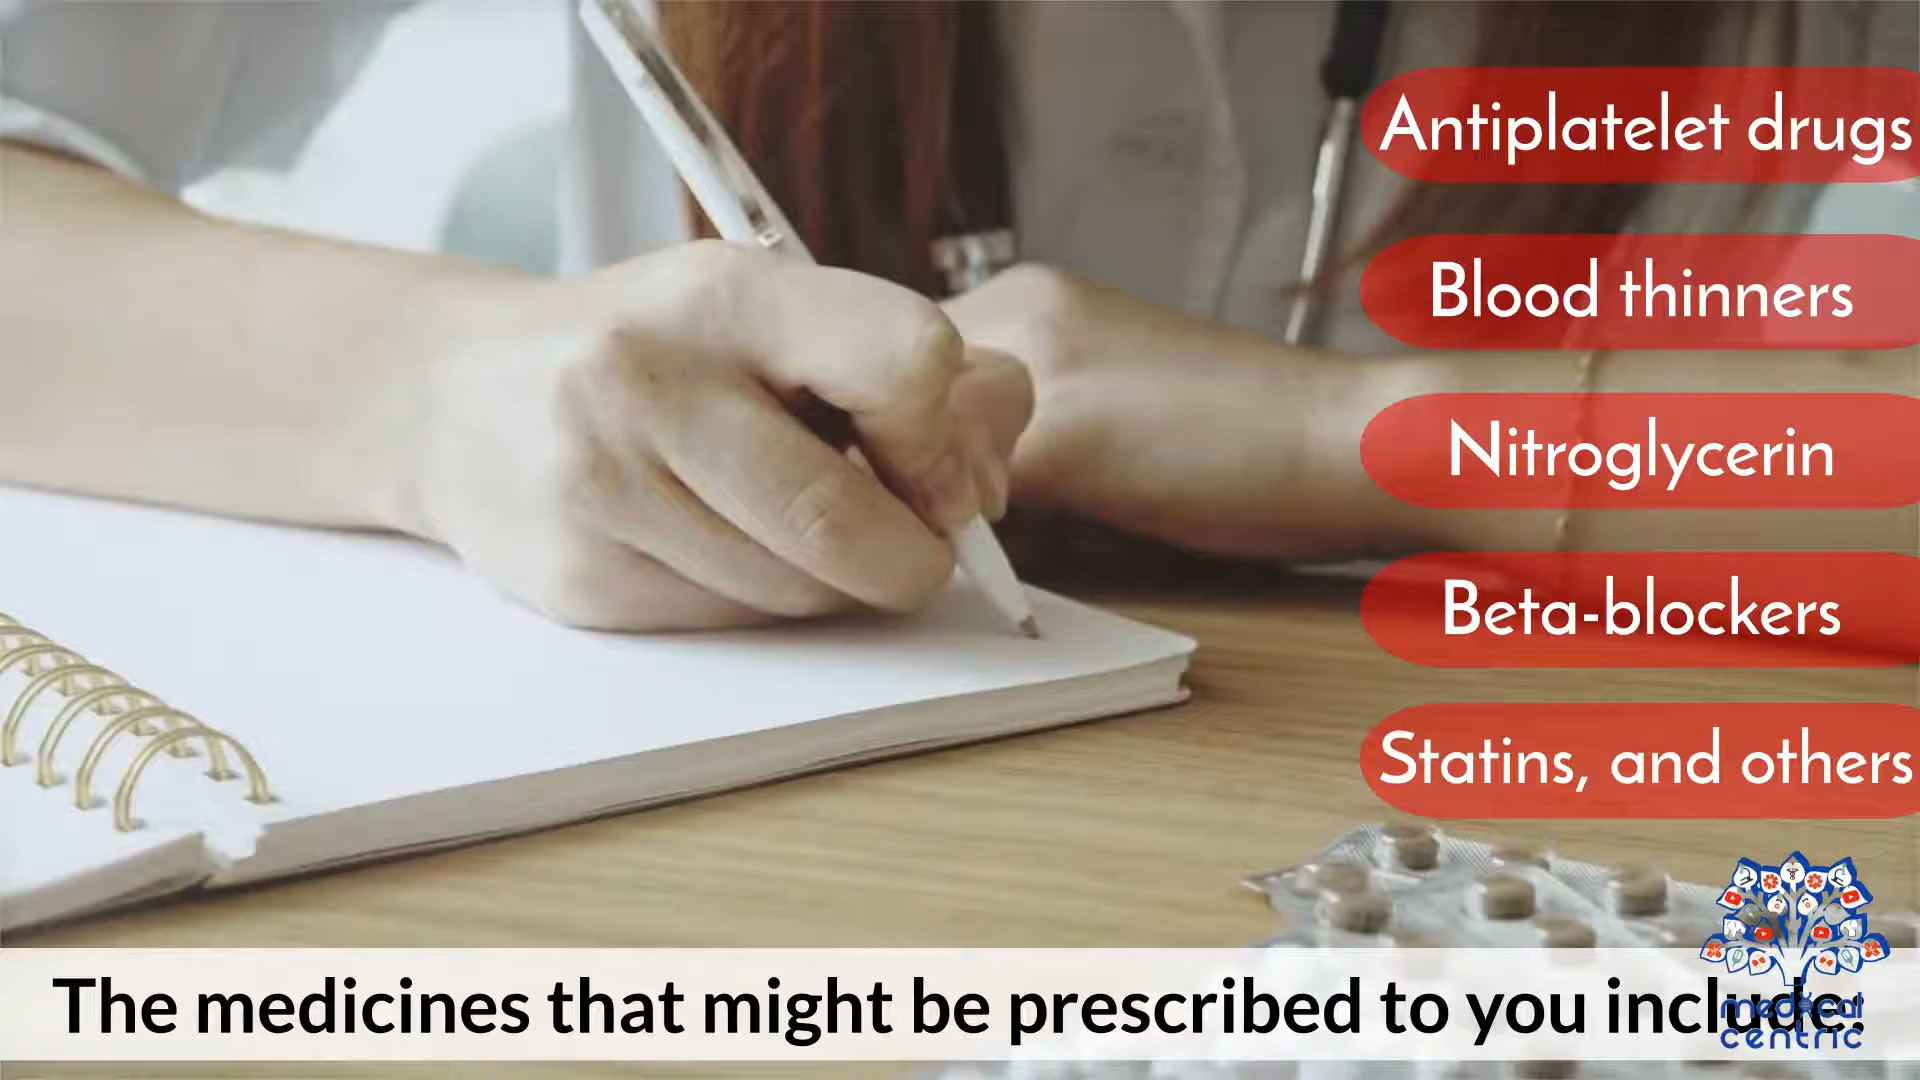 Antiplatelet drugs
Blood thinners
Nitroglycerin
Beta-blockers
Statins, and others
The medicines that might be prescribed to you include:
medical
centric